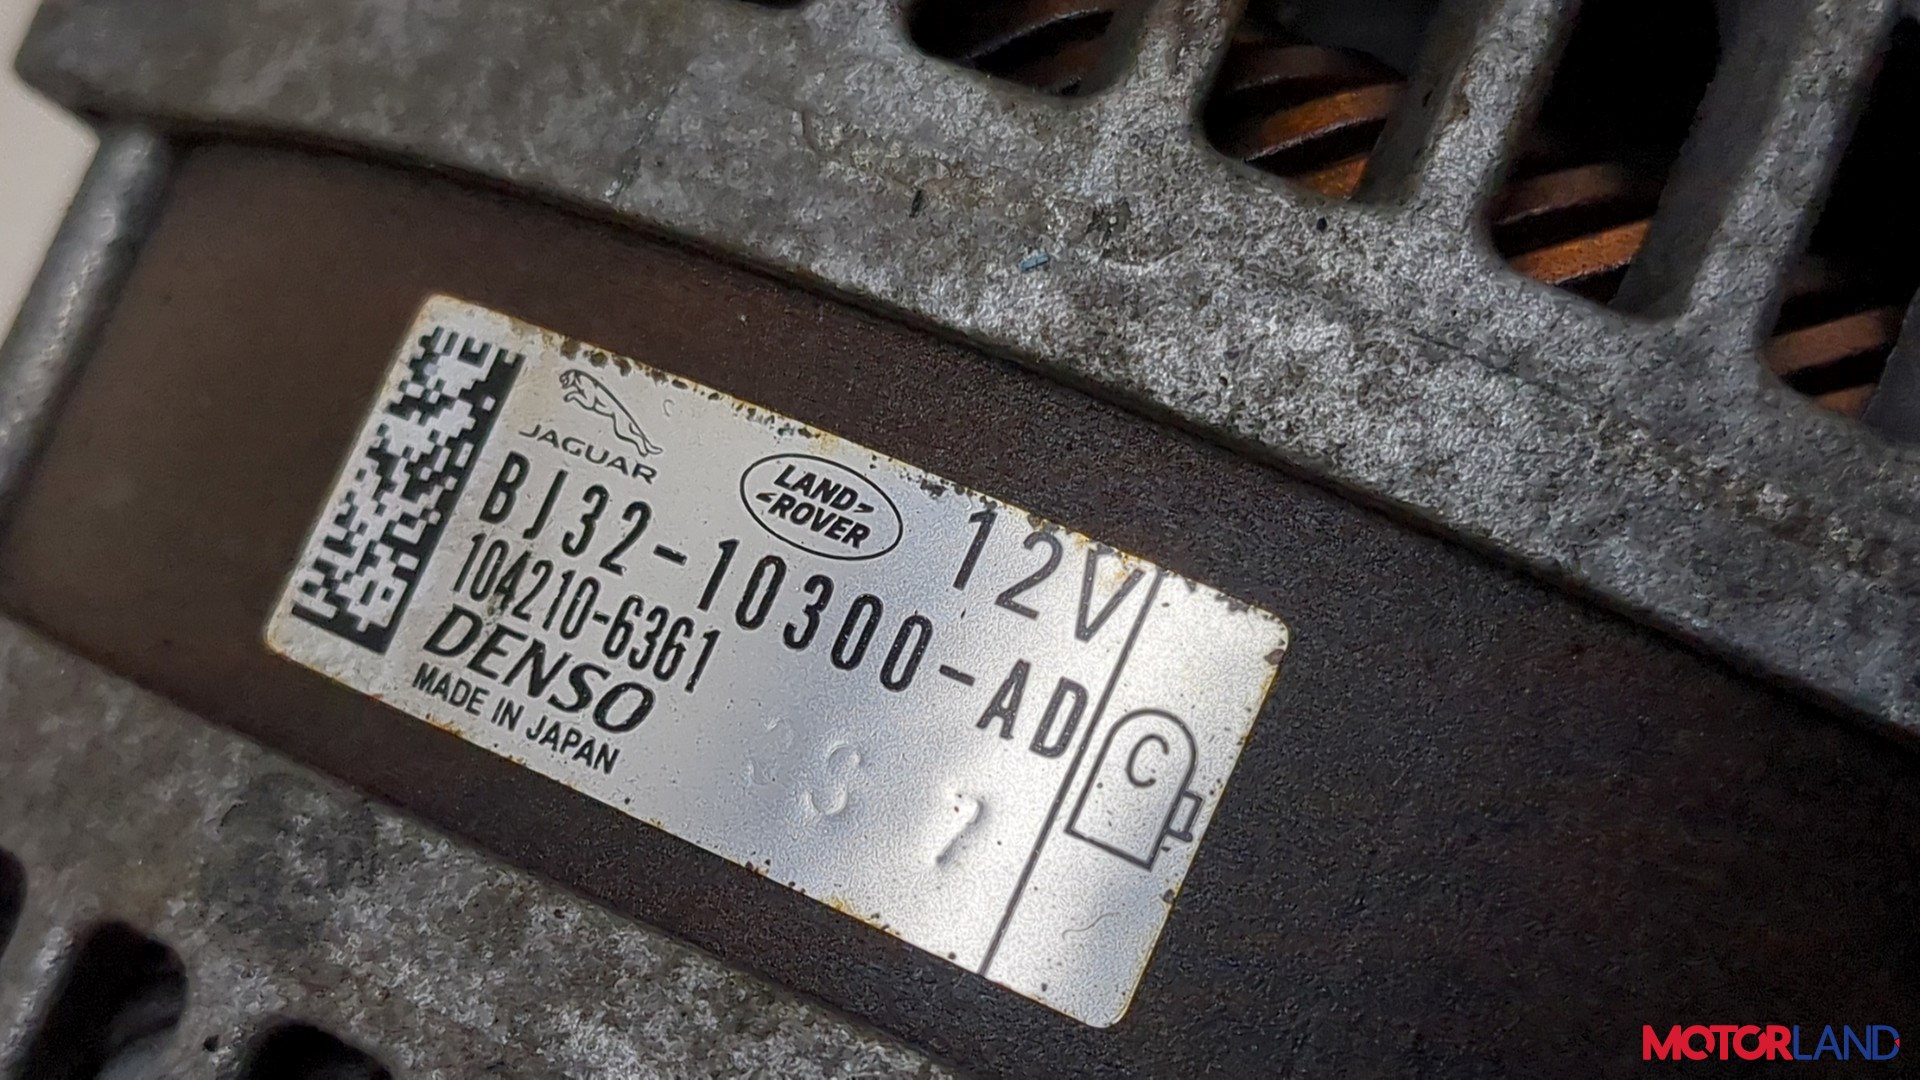 JAGUAR
LAND
ROVER
12V
BJ32-10300-AD
104210-6361
DENSO
MADE IN JAPAN
C
MOTORLAND